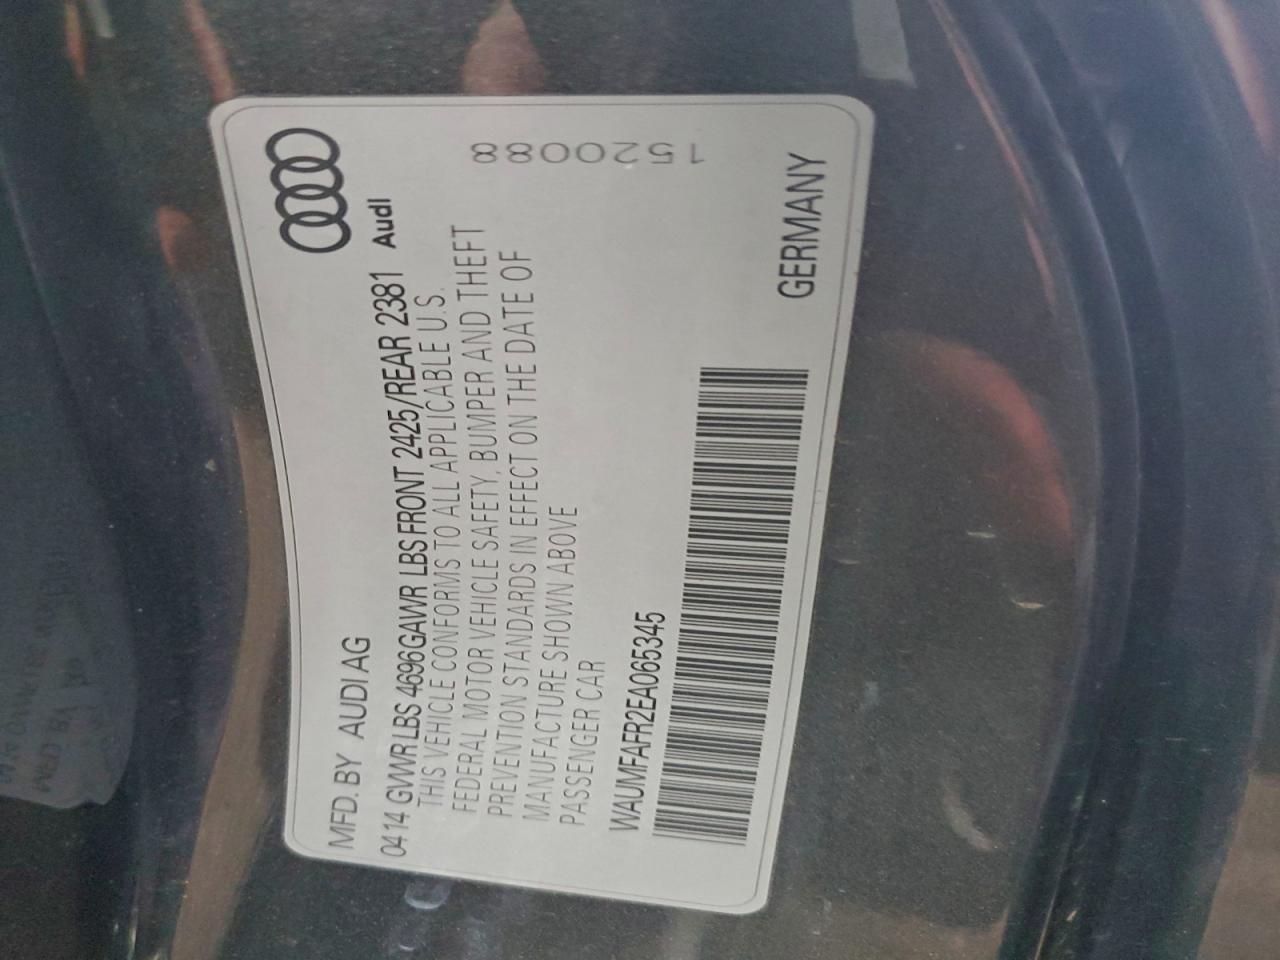 MFD. BY AUDI AG
0414 GVWR LBS 4696 GAWR LBS FRONT 2425/REAR 2381
Audi
THIS VEHICLE CONFORMS TO ALL APPLICABLE U.S.
FEDERAL MOTOR VEHICLE SAFETY, BUMPER AND THEFT
PREVENTION STANDARDS IN EFFECT ON THE DATE OF
MANUFACTURE SHOWN ABOVE
PASSENGER CAR
WAUMFAFR2EA065345
GERMANY
1520088